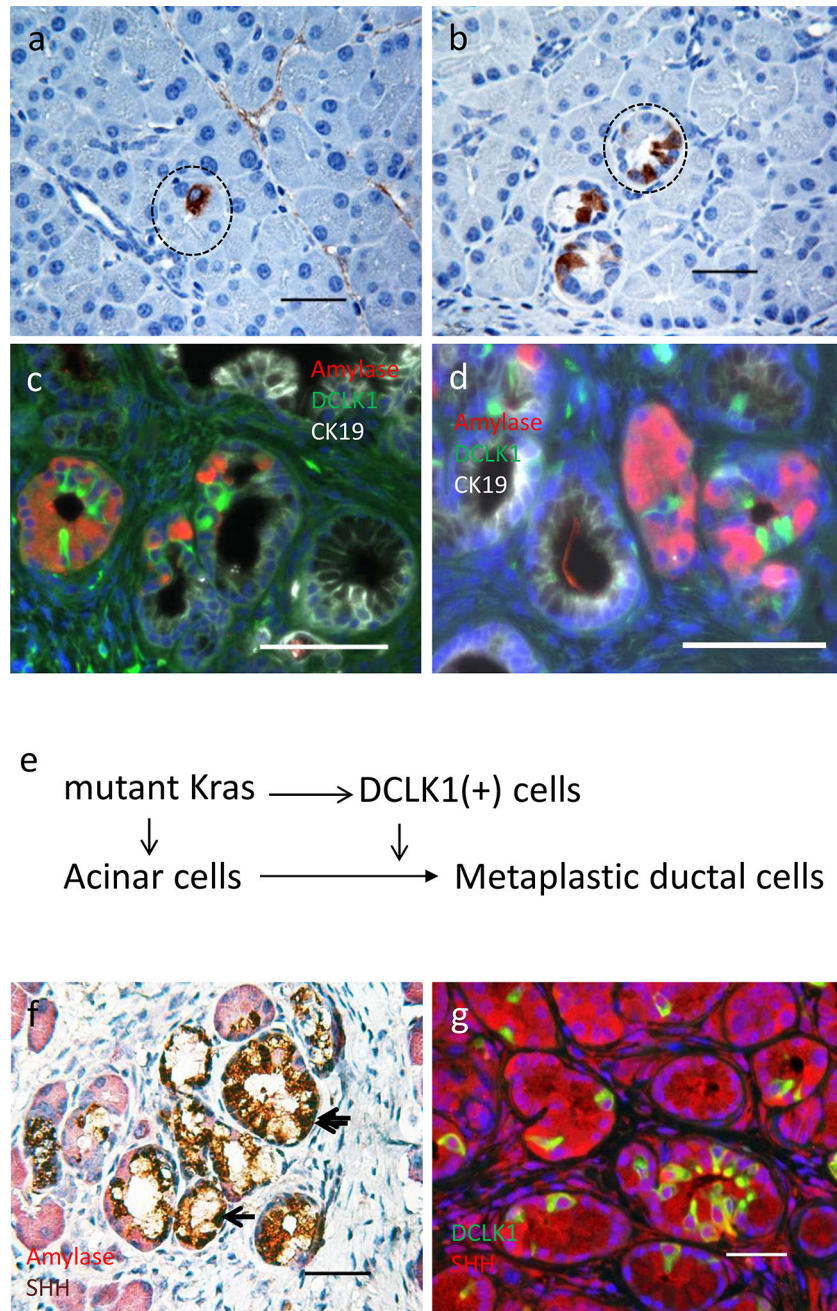 a
b
c
Amylase
DCLK1
CK19
d
Amylase
DCLK1
CK19
e
mutant Kras
DCLK1(+) cells
Acinar cells
Metaplastic ductal cells
f
Amylase
SHH
g
DCLK1
SHH